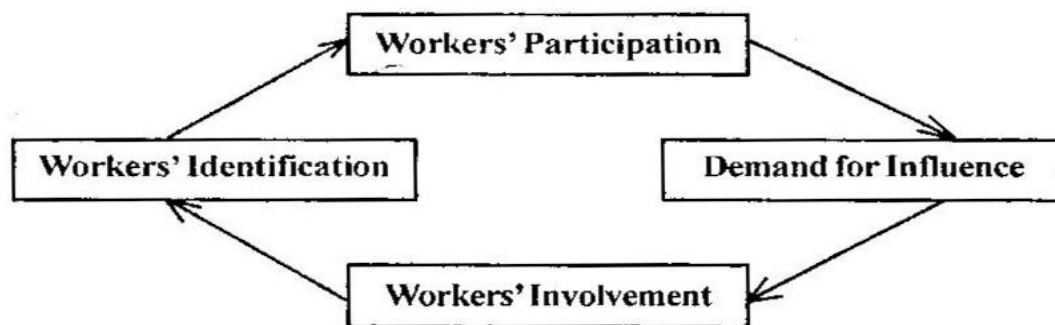 Workers’ Participation
Workers’ Identification
Demand for Influence
Workers’ Involvement